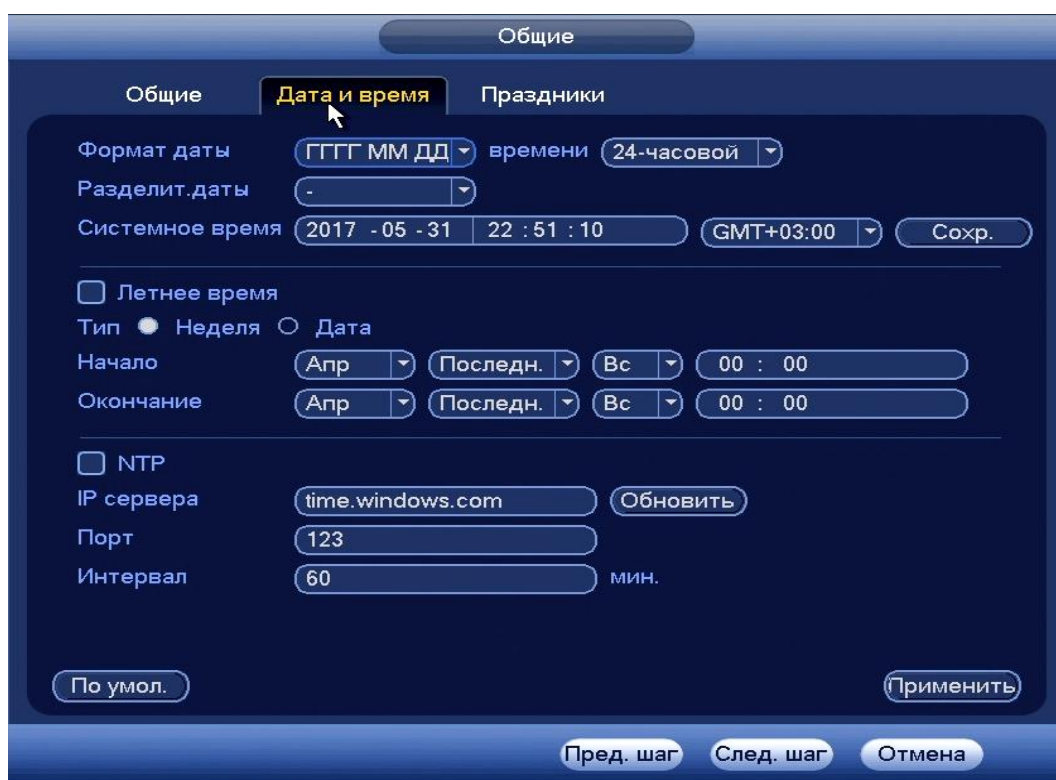 Общие
Общие Дата и время Праздники
Формат даты ГГГГ ММ ДД времени 24-часовой
Разделит.даты -
Системное время 2017 - 05 - 31 22 : 51 : 10 GMT+03:00 Сохр.
Летнее время
Тип Неделя Дата
Начало Апр Последн. Вс 00 : 00
Окончание Апр Последн. Вс 00 : 00
NTP
IP сервера time.windows.com Обновить
Порт 123
Интервал 60 мин.
По умол. Применить
Пред. шаг След. шаг Отмена